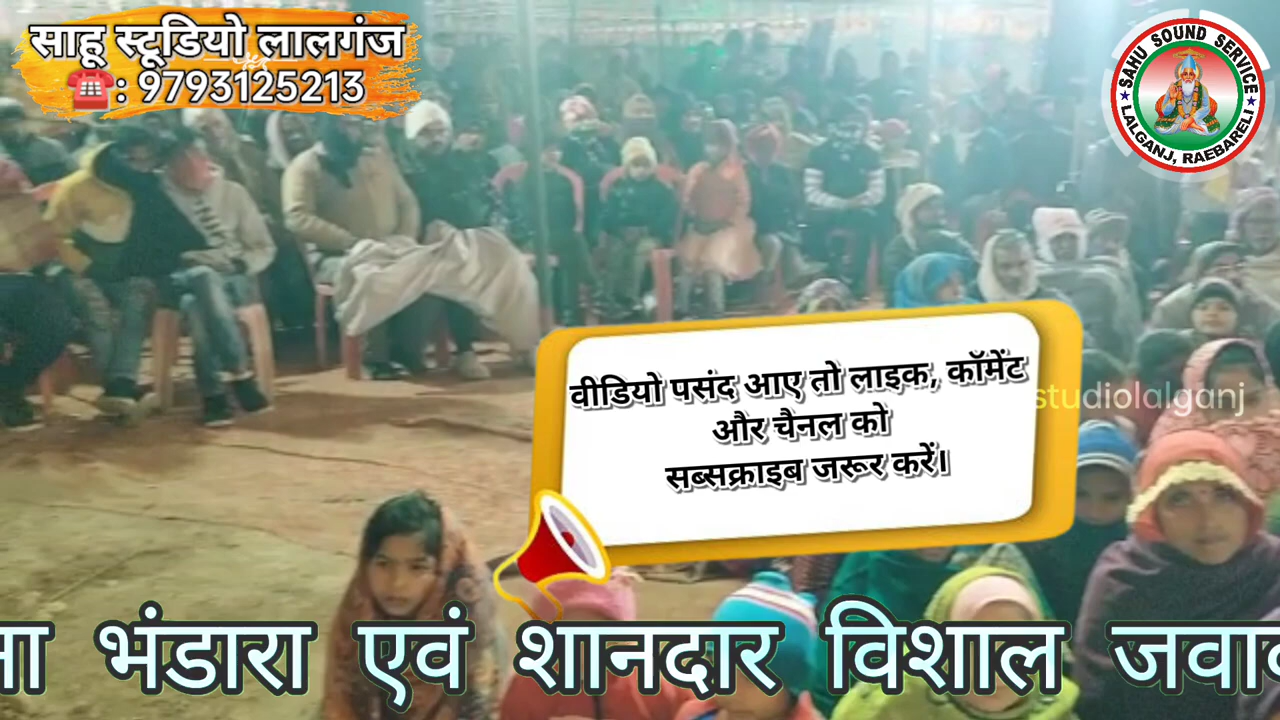 साहू स्टूडियो लालगंज
☎️: 9793125213
SAHU SOUND SERVICE
★ LALGANJ, RAEBARELI ★
वीडियो पसंद आए तो लाइक, कॉमेंट
और चैनल को
सब्सक्राइब जरूर करें।
studiolalganj
भंडारा एवं शानदार विशाल